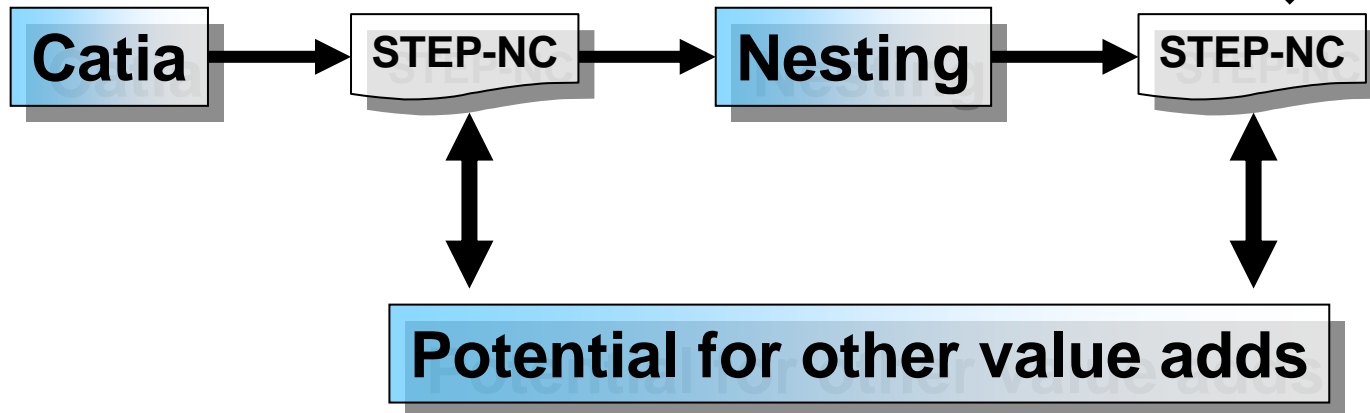 Catia
STEP-NC
Nesting
STEP-NC
Potential for other value adds